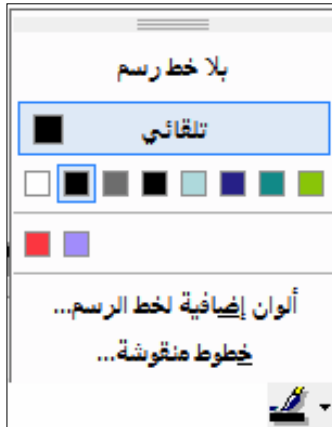 بلا خط رسم
تلقائي
ألوان إضافية لخط الرسم...
خطوط منقوشة...